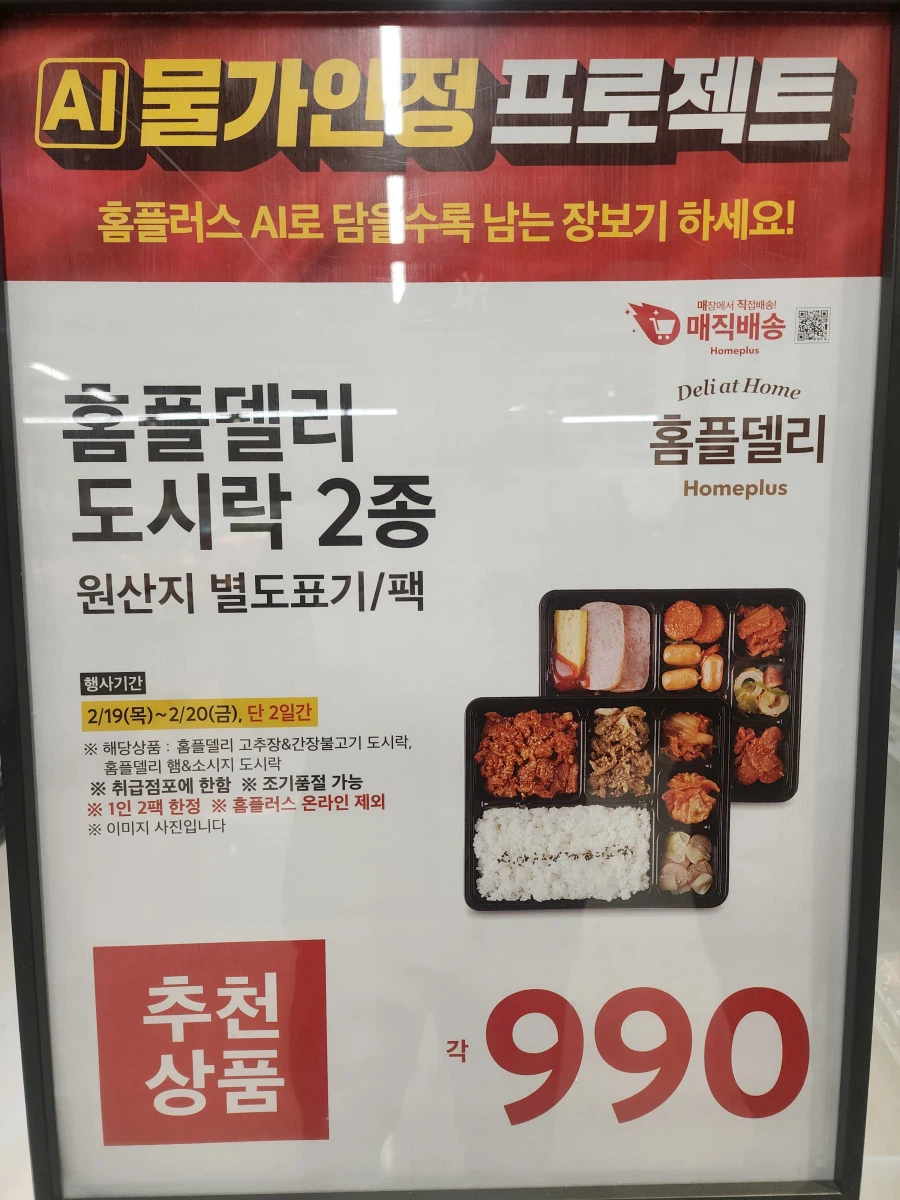 AI 물가안정 프로젝트
홈플러스 AI로 담을수록 남는 장보기 하세요!
매장에서 직접배송!
매직배송
Homeplus
Deli at Home
홈플델리
Homeplus
홈플델리
도시락 2종
원산지 별도표기/팩
행사기간
2/19(목)~2/20(금), 단 2일간
※ 해당상품 : 홈플델리 고추장&간장불고기 도시락,
홈플델리 햄&소시지 도시락
※ 취급점포에 한함 ※ 조기품절 가능
※ 1인 2팩 한정 ※ 홈플러스 온라인 제외
※ 이미지 사진입니다
추천
상품
각 990